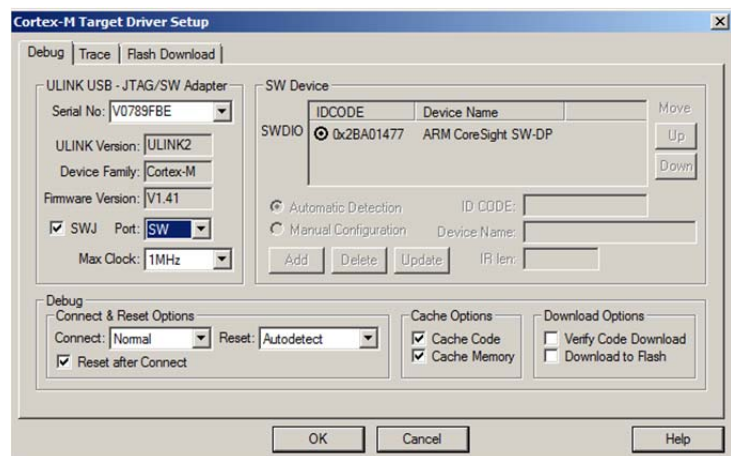 Cortex-M Target Driver Setup
Debug Trace Flash Download
ULINK USB - JTAG/SW Adapter
Serial No: V0789FBE
ULINK Version: ULINK2
Device Family: Cortex-M
Firmware Version: V1.41
SWJ Port: SW
Max Clock: 1MHz
SW Device
IDCODE Device Name
SWDIO 0x2BA01477 ARM CoreSight SW-DP
Move
Up
Down
Automatic Detection ID CODE:
Manual Configuration Device Name:
Add Delete Update IR len:
Debug
Connect & Reset Options
Connect: Normal Reset: Autodetect
Reset after Connect
Cache Options
Cache Code
Cache Memory
Download Options
Verify Code Download
Download to Flash
OK Cancel Help